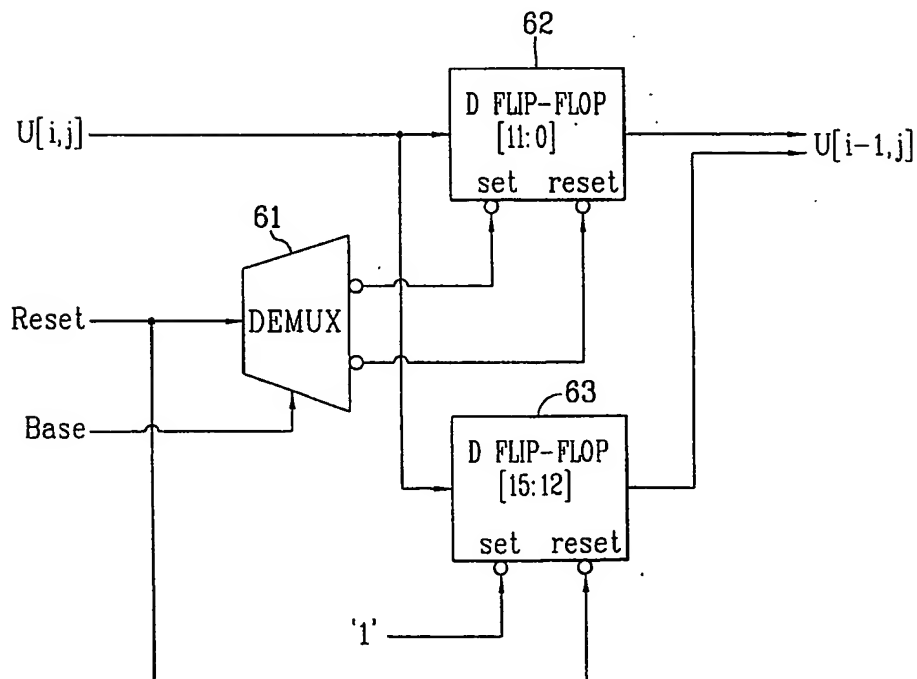 62
D FLIP-FLOP
[11:0]
set reset
U[i,j]
U[i-1,j]
61
DEMUX
Reset
Base
63
D FLIP-FLOP
[15:12]
set reset
'1'